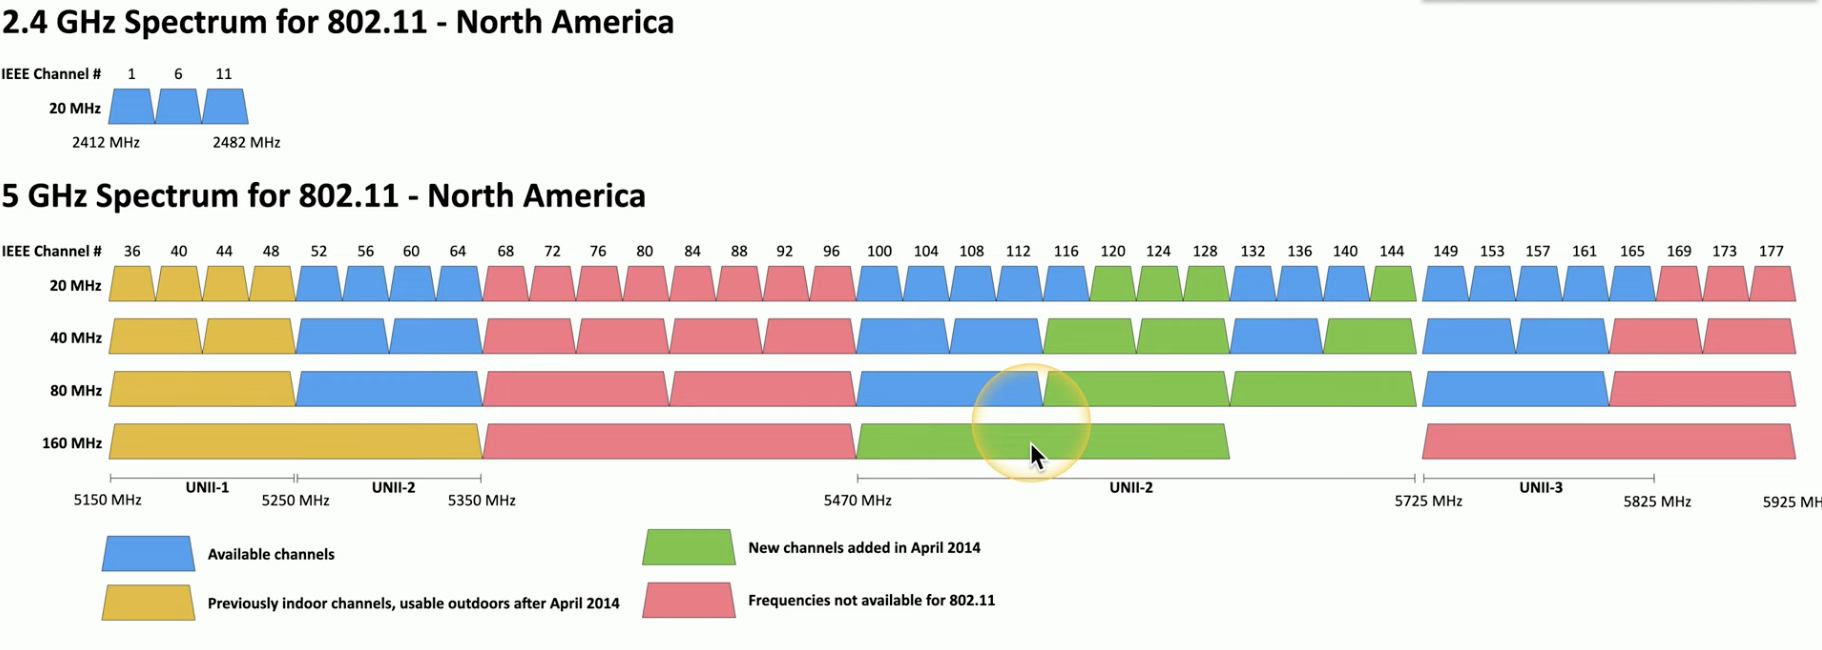 2.4 GHz Spectrum for 802.11 - North America
IEEE Channel # 1 6 11
20 MHz
2412 MHz 2482 MHz
5 GHz Spectrum for 802.11 - North America
IEEE Channel # 36 40 44 48 52 56 60 64 68 72 76 80 84 88 92 96 100 104 108 112 116 120 124 128 132 136 140 144 149 153 157 161 165 169 173 177
20 MHz
40 MHz
80 MHz
160 MHz
UNII-1 UNII-2 UNII-2 UNII-3
5150 MHz 5250 MHz 5350 MHz 5470 MHz 5725 MHz 5825 MHz 5925 MH
Available channels
New channels added in April 2014
Previously indoor channels, usable outdoors after April 2014
Frequencies not available for 802.11